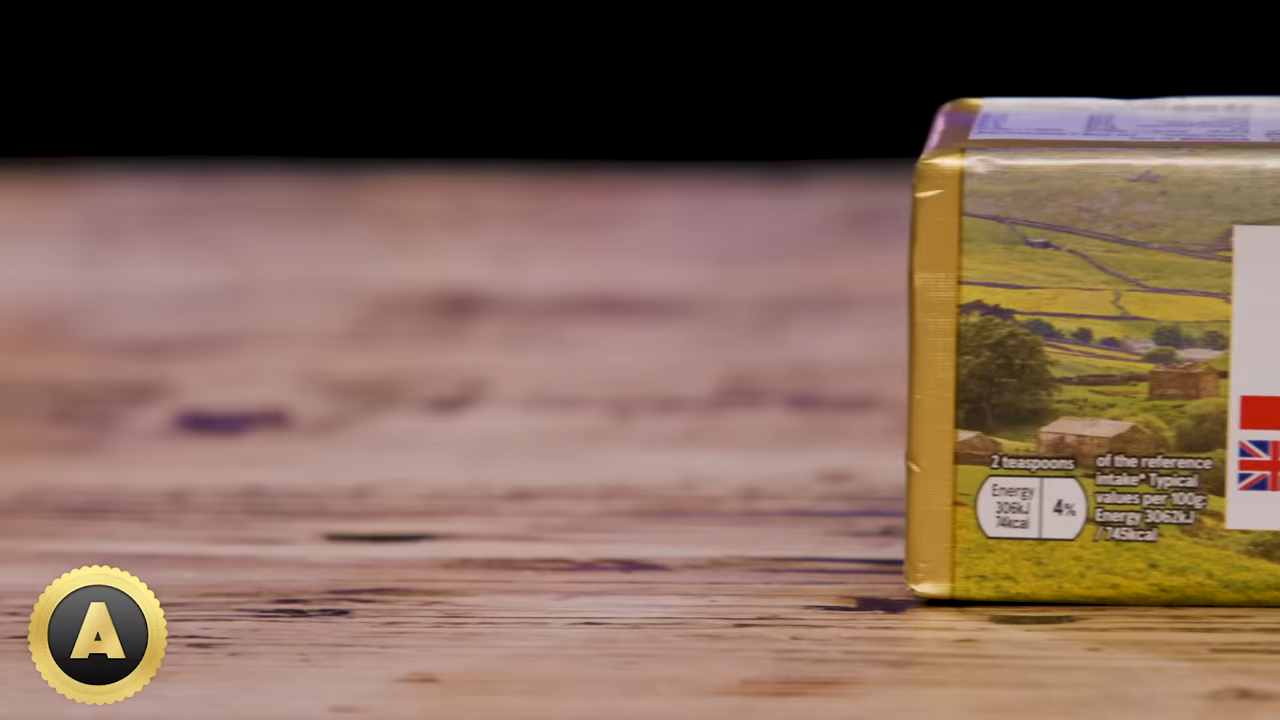 2 teaspoons
Energy
306kJ
74kcal
4%
of the reference
intake* Typical
values per 100g
Energy 3062kJ
/ 745kcal
A